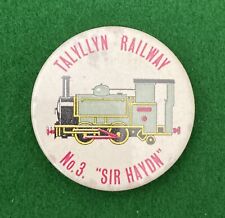 TALYLLYN RAILWAY
No. 3. "SIR HAYDN"